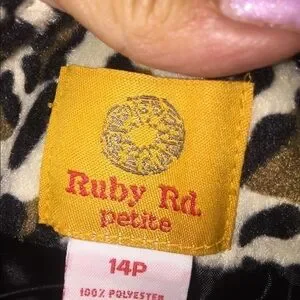 Ruby Rd.
petite
14P
100% POLYESTER